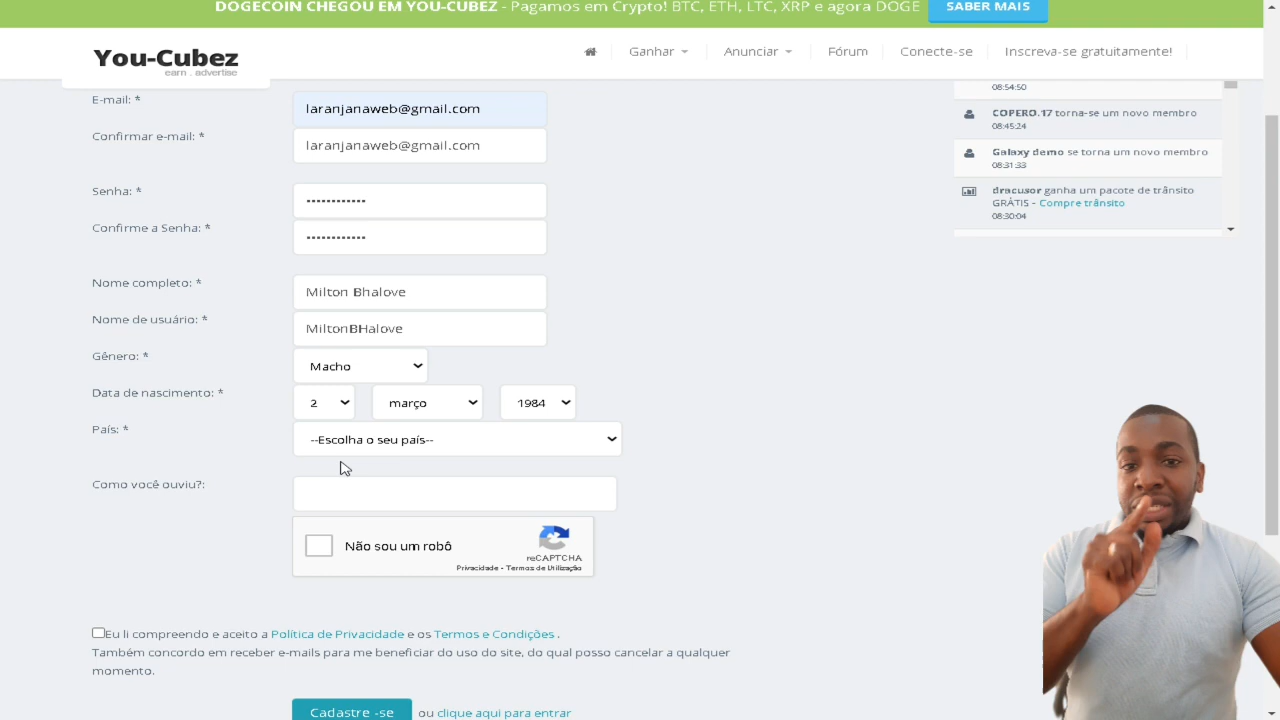 DOGECOIN CHEGOU EM YOU-CUBEZ - Pagamos em Crypto! BTC, ETH, LTC, XRP e agora DOGE
SABER MAIS
You-Cubez
earn . advertise
Ganhar
Anunciar
Fórum
Conecte-se
Inscreva-se gratuitamente!
E-mail: *
laranjanaweb@gmail.com
Confirmar e-mail: *
laranjanaweb@gmail.com
Senha: *
••••••••••••
Confirme a Senha: *
••••••••••••
Nome completo: *
Milton Bhalove
Nome de usuário: *
MiltonBHalove
Gênero: *
Macho
Data de nascimento: *
2 março 1984
País: *
--Escolha o seu país--
Como você ouviu?:
Não sou um robô
reCAPTCHA
Privacidade - Termos de Utilização
Eu li compreendo e aceito a Política de Privacidade e os Termos e Condições .
Também concordo em receber e-mails para me beneficiar do uso do site, do qual posso cancelar a qualquer
momento.
Cadastre -se
ou clique aqui para entrar
08:54:50
COPERO.17 torna-se um novo membro
08:45:24
Galaxy demo se torna um novo membro
08:31:33
dracusor ganha um pacote de trânsito
GRÁTIS - Compre trânsito
08:30:04